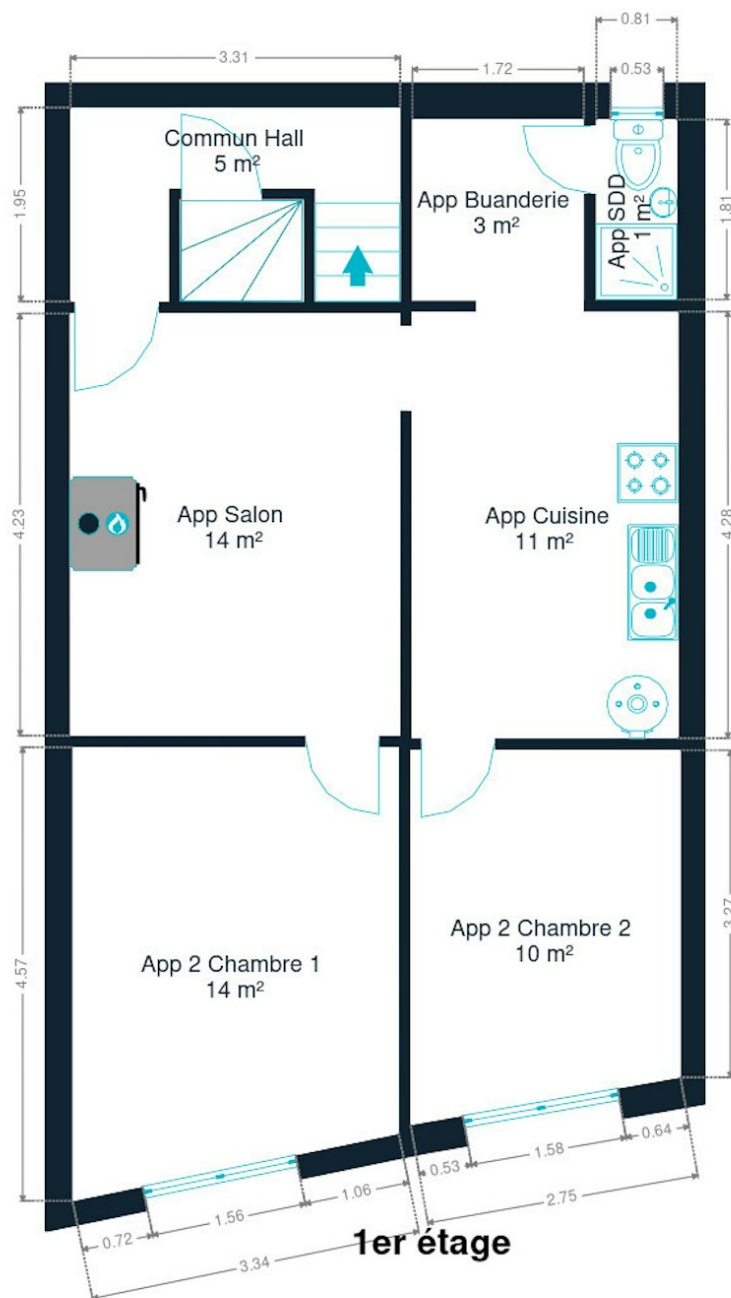 0.81
3.31
1.72
0.53
Commun Hall
5 m²
App Buanderie
3 m²
App SDD
1 m²
1.95
1.81
4.23
4.28
App Salon
14 m²
App Cuisine
11 m²
App 2 Chambre 1
14 m²
App 2 Chambre 2
10 m²
4.57
3.27
0.72
1.56
1.06
3.34
0.53
1.58
0.64
2.75
1er étage